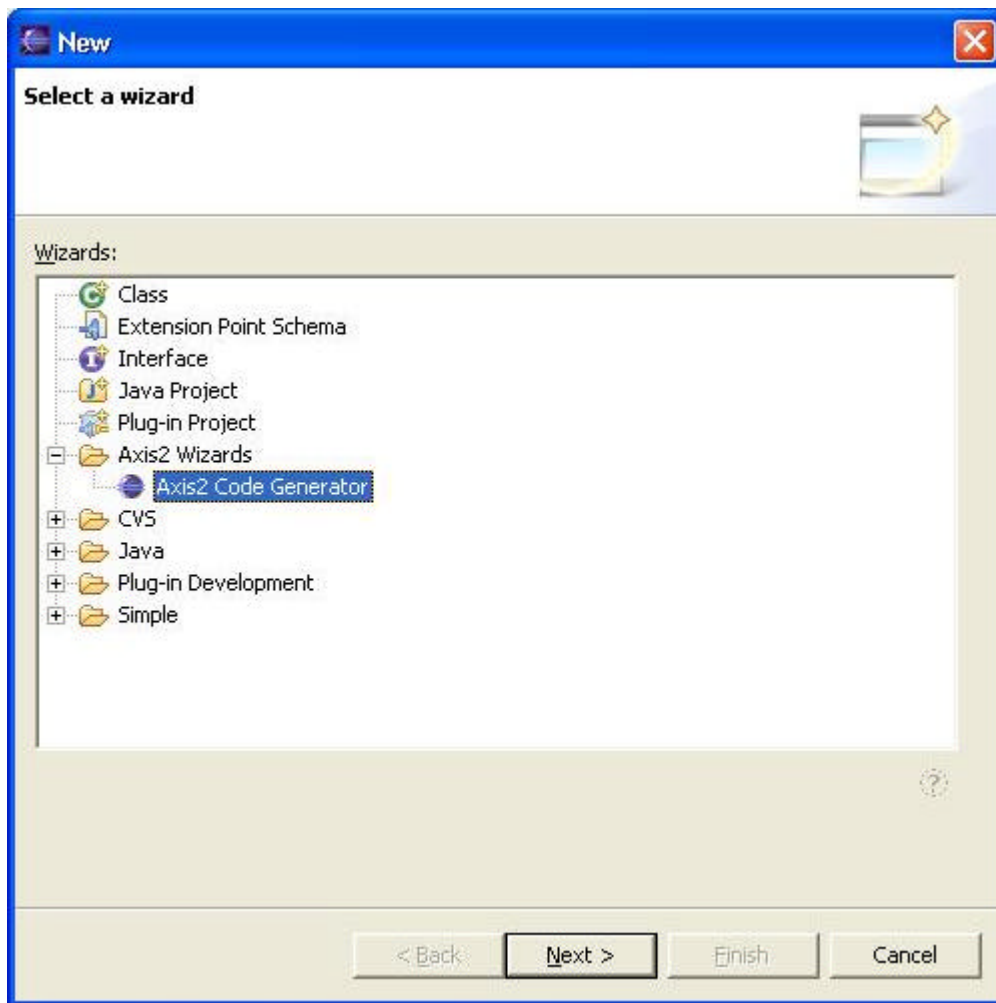 New
Select a wizard
Wizards:
Class
Extension Point Schema
Interface
Java Project
Plug-in Project
Axis2 Wizards
Axis2 Code Generator
CVS
Java
Plug-in Development
Simple
< Back Next > Finish Cancel